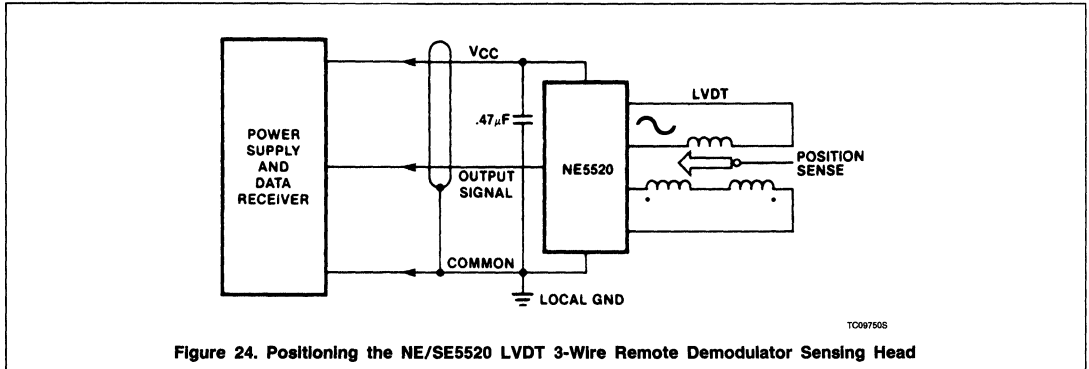 POWER
SUPPLY
AND
DATA
RECEIVER
VCC
.47µF
OUTPUT
SIGNAL
COMMON
LOCAL GND
NE5520
LVDT
POSITION
SENSE
TC09750S
Figure 24. Positioning the NE/SE5520 LVDT 3-Wire Remote Demodulator Sensing Head